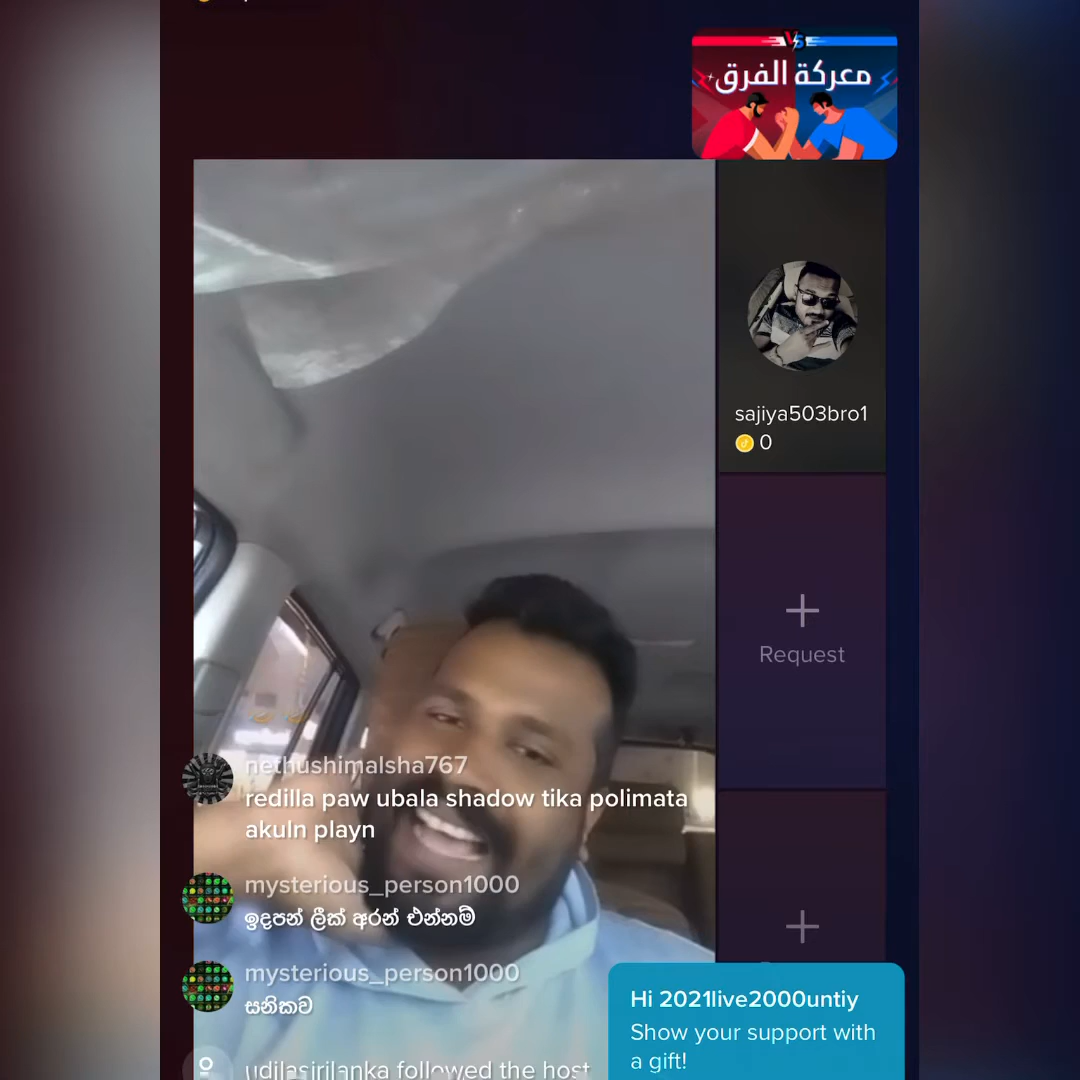 VS
معركة الفرق
sajiya503bro1
0
Request
nethushimalsha767
redilla paw ubala shadow tika polimata
akuln playn
mysterious_person1000
ඉදපන් ලීක් අරන් එන්නම්
mysterious_person1000
සනිකව
udilasirilanka followed the host
Hi 2021live2000untiy
Show your support with
a gift!